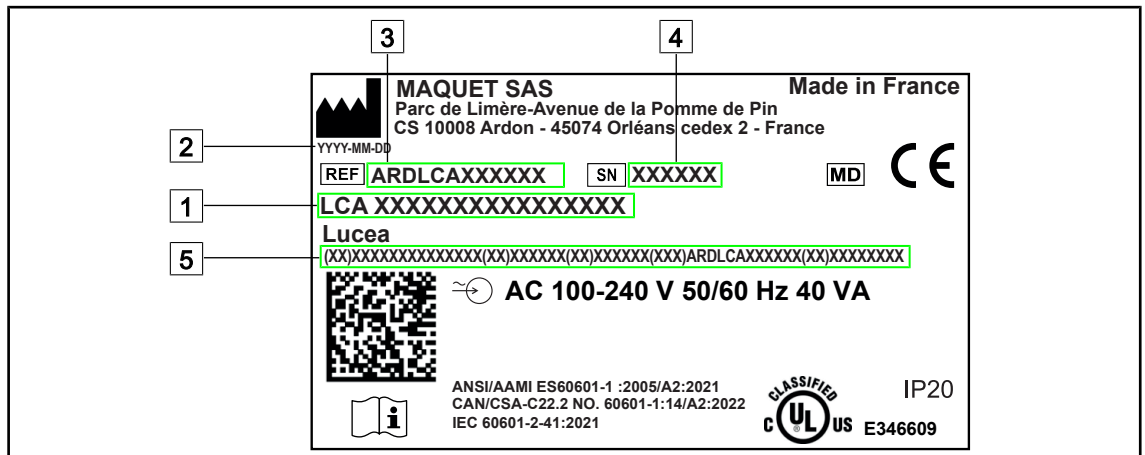 3
4
MAQUET SAS
Made in France
Parc de Limère-Avenue de la Pomme de Pin
CS 10008 Ardon - 45074 Orléans cedex 2 - France
2
YYYY-MM-DD
REF ARDLCAXXXXXX SN XXXXXX MD CE
1
LCA XXXXXXXXXXXXXXXX
Lucea
5
(XX)XXXXXXXXXXXXXX(XX)XXXXXX(XX)XXXXXX(XXX)ARDLCAXXXXXX(XX)XXXXXXXX
AC 100-240 V 50/60 Hz 40 VA
ANSI/AAMI ES60601-1 :2005/A2:2021
CAN/CSA-C22.2 NO. 60601-1:14/A2:2022
IEC 60601-2-41:2021
i
CLASSIFIED
C UL ® US E346609
IP20